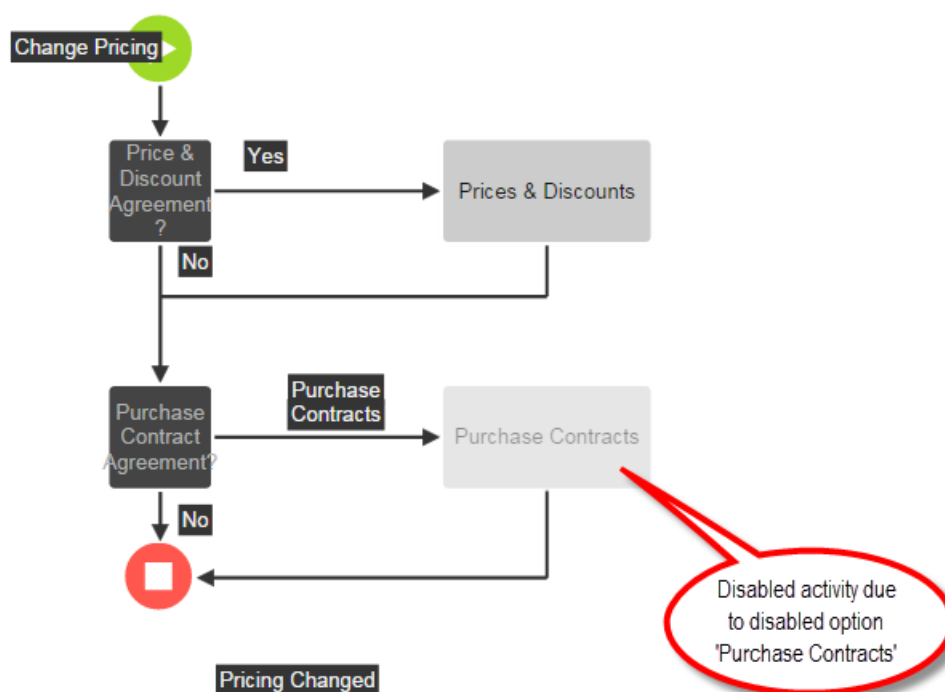 Change Pricing
Price &
Discount
Agreement
?
Yes
Prices & Discounts
No
Purchase
Contract
Agreement?
Purchase
Contracts
Purchase Contracts
No
Disabled activity due
to disabled option
'Purchase Contracts'
Pricing Changed